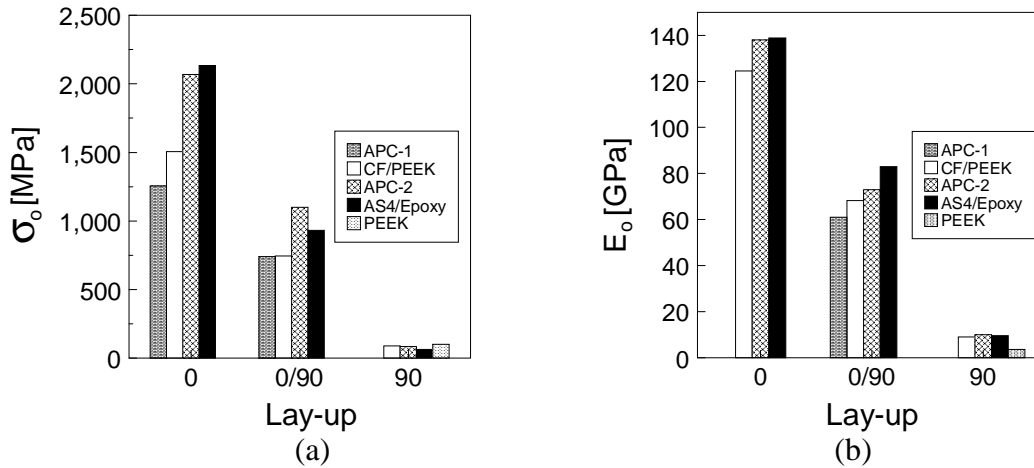 2,500
2,000
1,500
1,000
500
0
σo [MPa]
APC-1
CF/PEEK
APC-2
AS4/Epoxy
PEEK
0 0/90 90
Lay-up
(a)
140
120
100
80
60
40
20
0
Eo [GPa]
APC-1
CF/PEEK
APC-2
AS4/Epoxy
PEEK
0 0/90 90
Lay-up
(b)